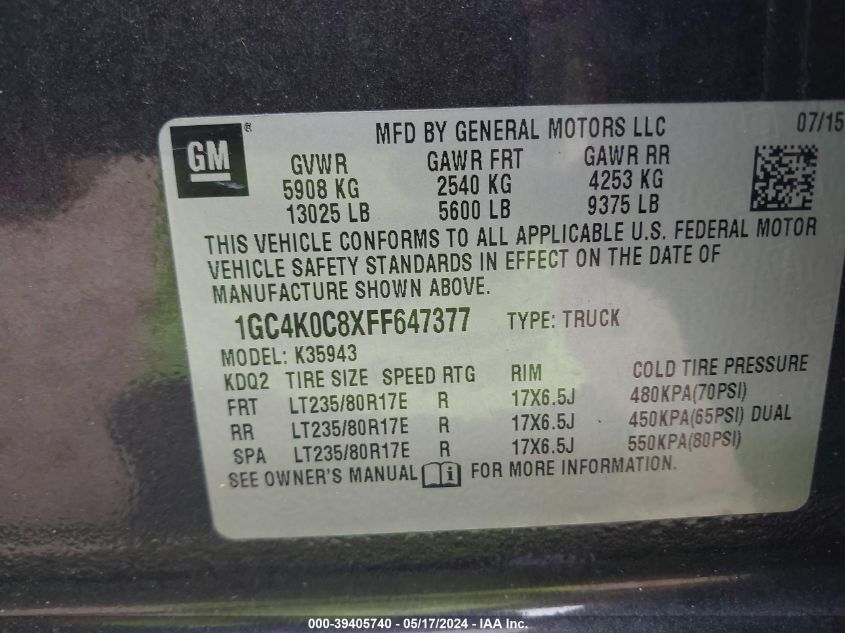 GM ®
MFD BY GENERAL MOTORS LLC 07/15
GVWR GAWR FRT GAWR RR
5908 KG 2540 KG 4253 KG
13025 LB 5600 LB 9375 LB
THIS VEHICLE CONFORMS TO ALL APPLICABLE U.S. FEDERAL MOTOR
VEHICLE SAFETY STANDARDS IN EFFECT ON THE DATE OF
MANUFACTURE SHOWN ABOVE.
1GC4K0C8XFF647377 TYPE: TRUCK
MODEL: K35943
KDQ2 TIRE SIZE SPEED RTG RIM COLD TIRE PRESSURE
FRT LT235/80R17E R 17X6.5J 480KPA(70PSI)
RR LT235/80R17E R 17X6.5J 450KPA(65PSI) DUAL
SPA LT235/80R17E R 17X6.5J 550KPA(80PSI)
SEE OWNER'S MANUAL i FOR MORE INFORMATION.
000-39405740 - 05/17/2024 - IAA Inc.